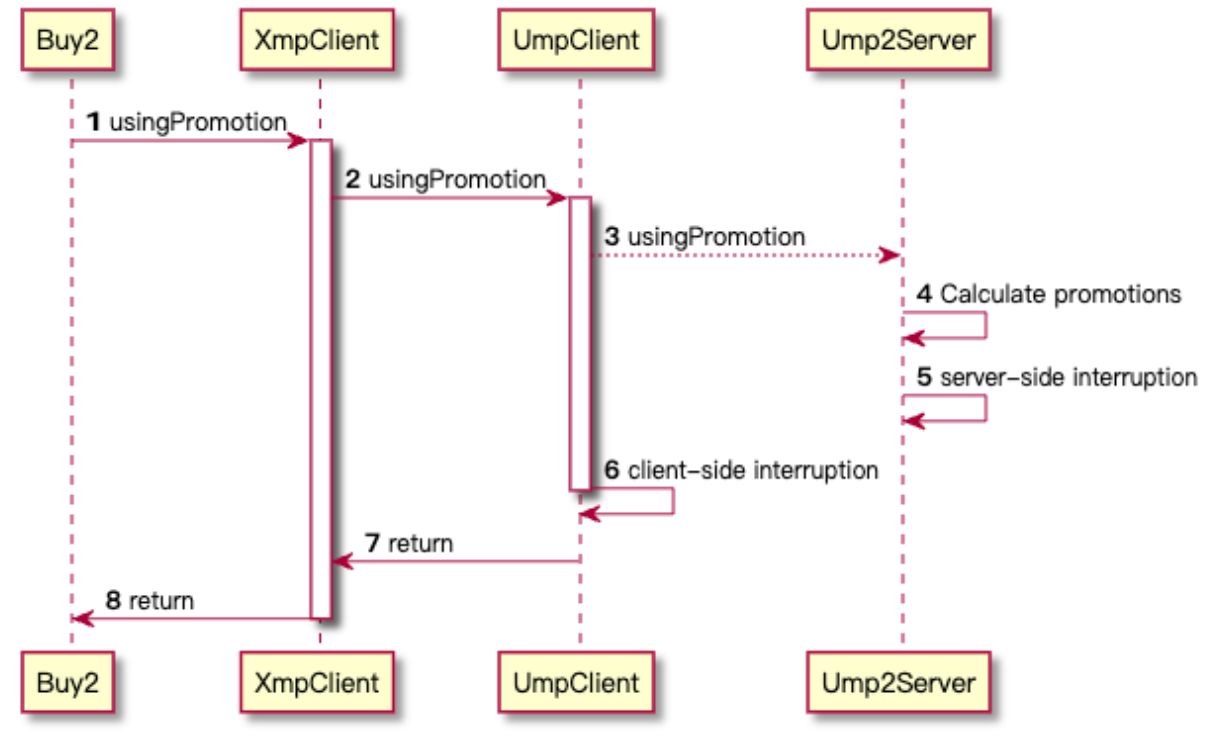 Buy2
XmpClient
UmpClient
Ump2Server
1 usingPromotion
2 usingPromotion
3 usingPromotion
4 Calculate promotions
5 server-side interruption
6 client-side interruption
7 return
8 return
Buy2
XmpClient
UmpClient
Ump2Server